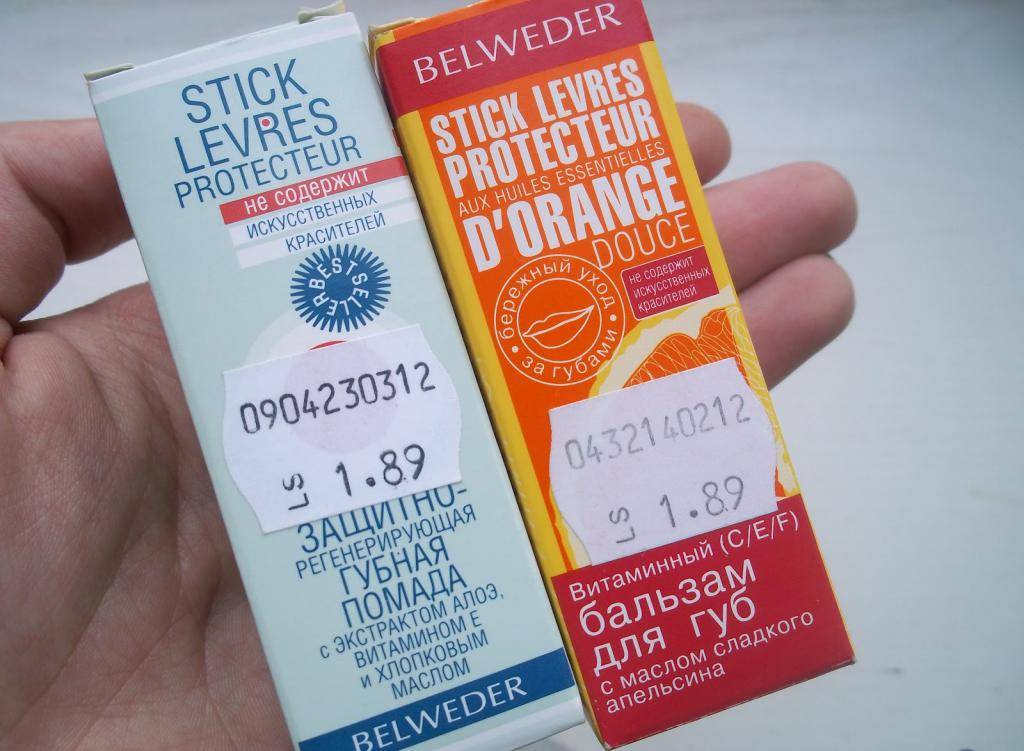 STICK
LEVRES
PROTECTEUR
не содержит
ИСКУССТВЕННЫХ
КРАСИТЕЛЕЙ
BESTSELLER
0904230312
LS 1.89
ЗАЩИТНО-
РЕГЕНЕРИРУЮЩАЯ
ГУБНАЯ
ПОМАДА
с ЭКСТРАКТОМ АЛОЭ,
ВИТАМИНОМ Е
и ХЛОПКОВЫМ
МАСЛОМ
BELWEDER
BELWEDER
STICK LEVRES
PROTECTEUR
AUX HUILES ESSENTIELLES
D'ORANGE
DOUCE
бережный уход
за губами
не содержит
искусственных
красителей
0432140212
LS 1.89
Витаминный (C/E/F)
бальзам
для губ
с маслом сладкого
апельсина